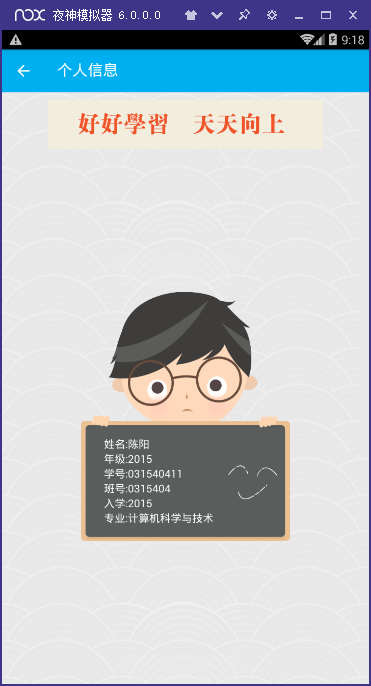 nox 夜神模拟器 6.0.0.0
9:18
个人信息
好好學習 天天向上
姓名:陈阳
年级:2015
学号:031540411
班号:0315404
入学:2015
专业:计算机科学与技术